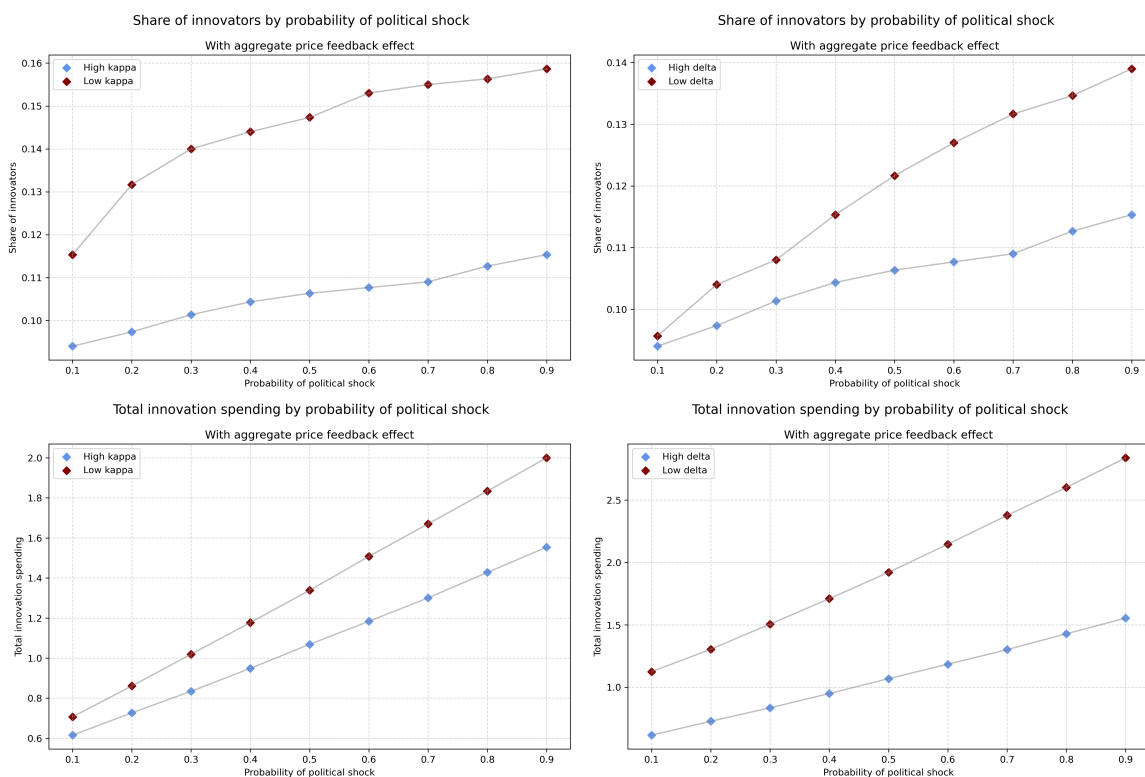 Share of innovators by probability of political shock
With aggregate price feedback effect
High kappa
Low kappa
0.16
0.15
0.14
0.13
0.12
0.11
0.10
Share of innovators
0.1 0.2 0.3 0.4 0.5 0.6 0.7 0.8 0.9
Probability of political shock
Share of innovators by probability of political shock
With aggregate price feedback effect
High delta
Low delta
0.14
0.13
0.12
0.11
0.10
Share of innovators
0.1 0.2 0.3 0.4 0.5 0.6 0.7 0.8 0.9
Probability of political shock
Total innovation spending by probability of political shock
With aggregate price feedback effect
High kappa
Low kappa
2.0
1.8
1.6
1.4
1.2
1.0
0.8
0.6
Total innovation spending
0.1 0.2 0.3 0.4 0.5 0.6 0.7 0.8 0.9
Probability of political shock
Total innovation spending by probability of political shock
With aggregate price feedback effect
High delta
Low delta
2.5
2.0
1.5
1.0
Total innovation spending
0.1 0.2 0.3 0.4 0.5 0.6 0.7 0.8 0.9
Probability of political shock